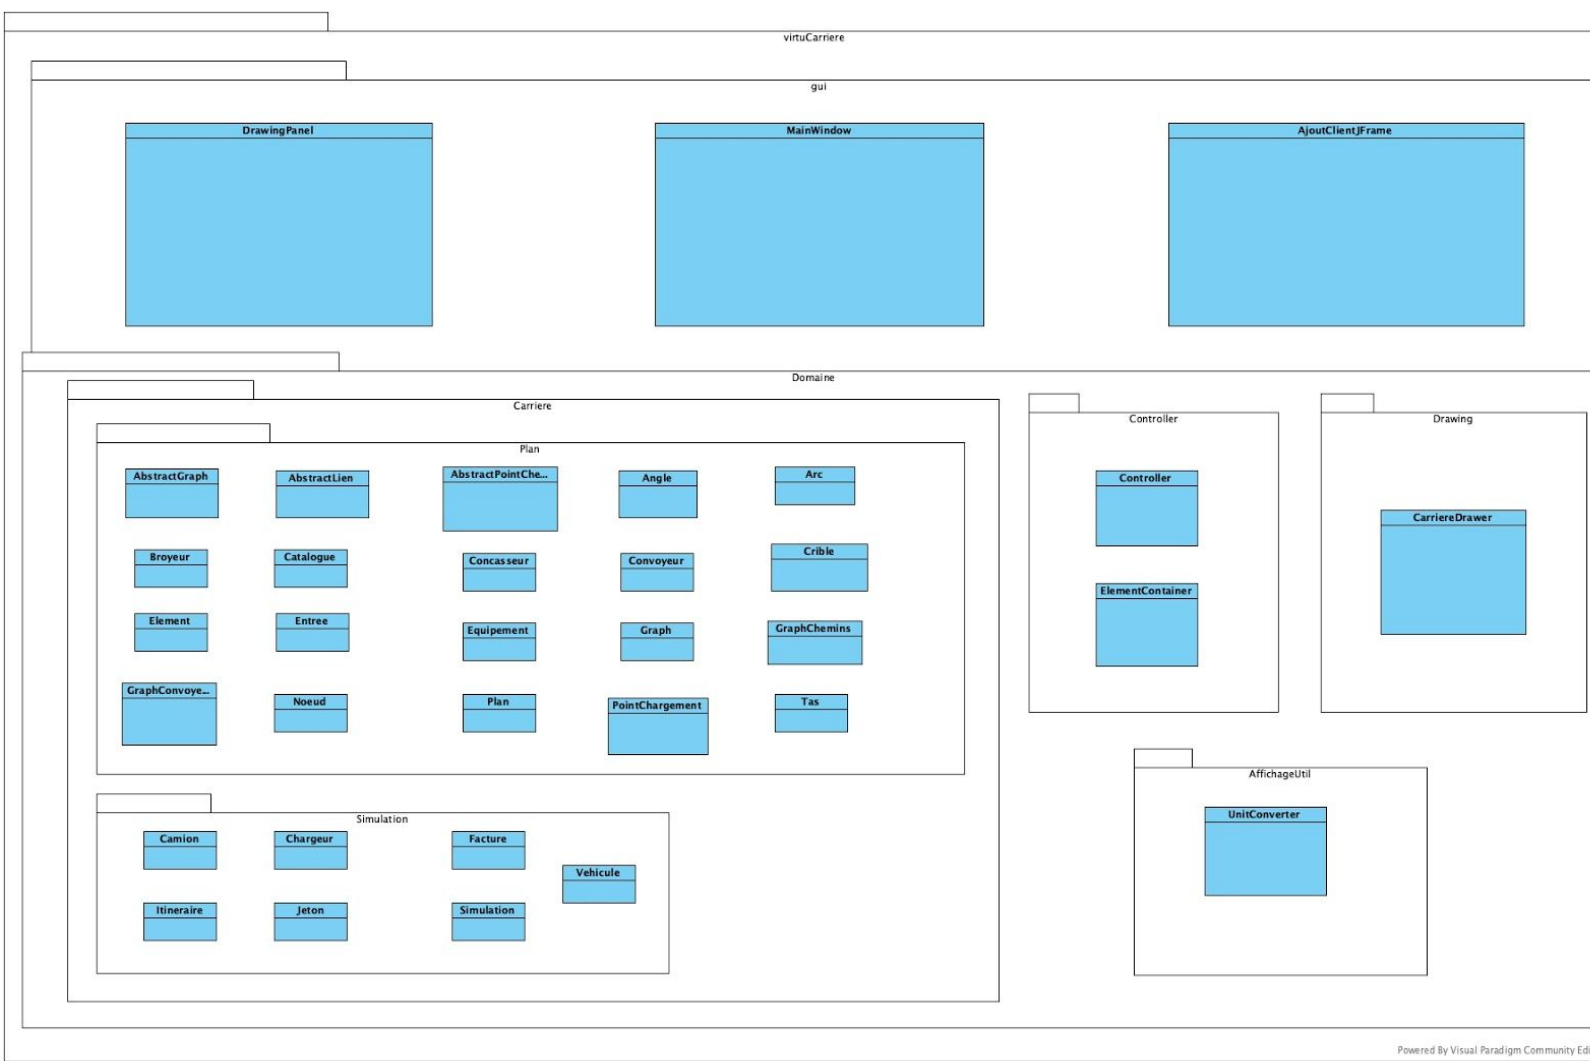 virtuCarriere
gui
DrawingPanel
MainWindow
AjoutClientJFrame
Domaine
Carriere
Plan
AbstractGraph
AbstractLien
AbstractPointChe...
Angle
Arc
Broyeur
Catalogue
Concasseur
Convoyeur
Crible
Element
Entree
Equipement
Graph
GraphChemins
GraphConvoye...
Noeud
Plan
PointChargement
Tas
Simulation
Camion
Chargeur
Facture
Vehicule
Itineraire
Jeton
Simulation
Controller
Controller
ElementContainer
Drawing
CarriereDrawer
AffichageUtil
UnitConverter
Powered By Visual Paradigm Community Edi